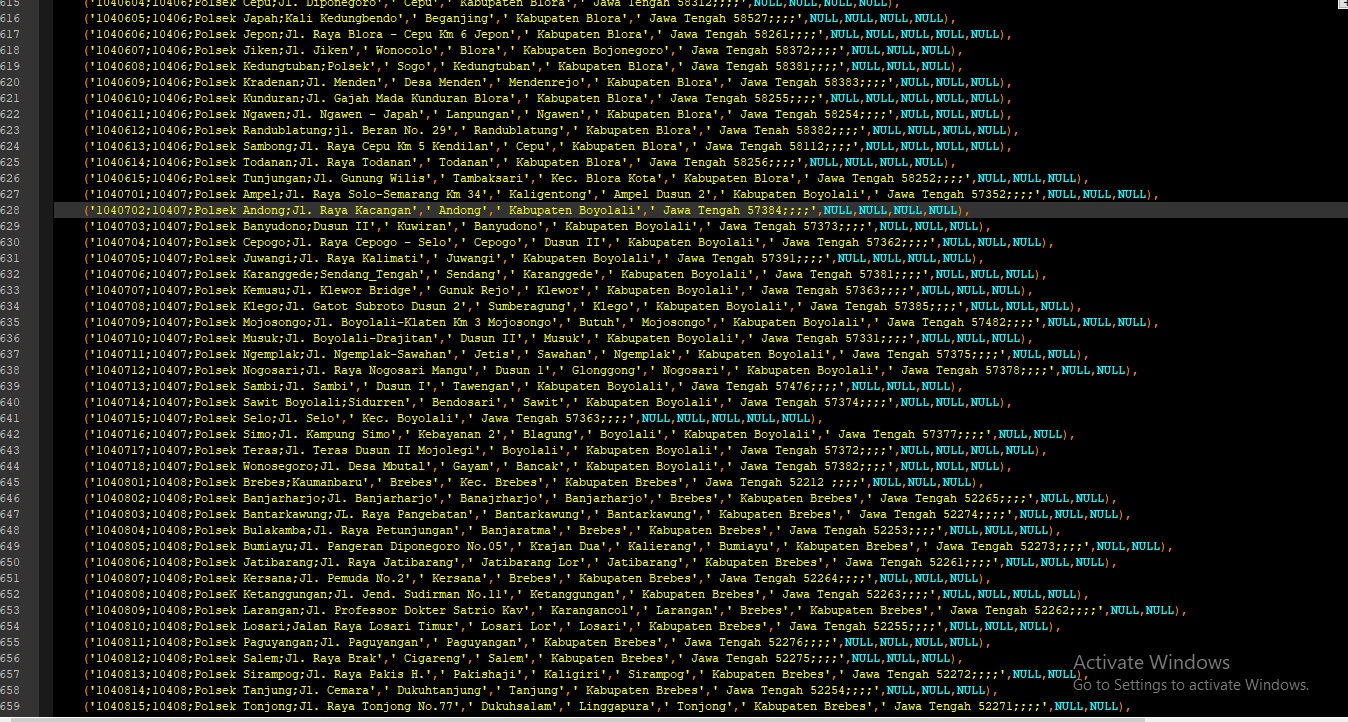 615 ('1040604;10406;Polsek Cepu;Jl. Diponegoro',' Cepu',' Kabupaten Blora',' Jawa Tengah 58312;;;;',NULL,NULL,NULL,NULL),
616 ('1040605;10406;Polsek Japah;Kali Kedungbendo',' Beganjing',' Kabupaten Blora',' Jawa Tengah 58527;;;;',NULL,NULL,NULL,NULL),
617 ('1040606;10406;Polsek Jepon;Jl. Raya Blora - Cepu Km 6 Jepon',' Kabupaten Blora',' Jawa Tengah 58261;;;;',NULL,NULL,NULL,NULL,NULL),
618 ('1040607;10406;Polsek Jiken;Jl. Jiken',' Wonocolo',' Blora',' Kabupaten Bojonegoro',' Jawa Tengah 58372;;;;',NULL,NULL,NULL),
619 ('1040608;10406;Polsek Kedungtuban;Polsek',' Sogo',' Kedungtuban',' Kabupaten Blora',' Jawa Tengah 58381;;;;',NULL,NULL,NULL),
620 ('1040609;10406;Polsek Kradenan;Jl. Menden',' Desa Menden',' Mendenrejo',' Kabupaten Blora',' Jawa Tengah 58383;;;;',NULL,NULL,NULL),
621 ('1040610;10406;Polsek Kunduran;Jl. Gajah Mada Kunduran Blora',' Kabupaten Blora',' Jawa Tengah 58255;;;;',NULL,NULL,NULL,NULL,NULL),
622 ('1040611;10406;Polsek Ngawen;Jl. Ngawen - Japah',' Lanpungan',' Ngawen',' Kabupaten Blora',' Jawa Tengah 58254;;;;',NULL,NULL,NULL),
623 ('1040612;10406;Polsek Randublatung;jl. Beran No. 29',' Randublatung',' Kabupaten Blora',' Jawa Tenah 58382;;;;',NULL,NULL,NULL,NULL),
624 ('1040613;10406;Polsek Sambong;Jl. Raya Cepu Km 5 Kendilan',' Cepu',' Kabupaten Blora',' Jawa Tengah 58112;;;;',NULL,NULL,NULL,NULL),
625 ('1040614;10406;Polsek Todanan;Jl. Raya Todanan',' Todanan',' Kabupaten Blora',' Jawa Tengah 58256;;;;',NULL,NULL,NULL,NULL),
626 ('1040615;10406;Polsek Tunjungan;Jl. Gunung Wilis',' Tambaksari',' Kec. Blora Kota',' Kabupaten Blora',' Jawa Tengah 58252;;;;',NULL,NULL,NULL),
627 ('1040701;10407;Polsek Ampel;Jl. Raya Solo-Semarang Km 34',' Kaligentong',' Ampel Dusun 2',' Kabupaten Boyolali',' Jawa Tengah 57352;;;;',NULL,NULL,NULL),
628 ('1040702;10407;Polsek Andong;Jl. Raya Kacangan',' Andong',' Kabupaten Boyolali',' Jawa Tengah 57384;;;;',NULL,NULL,NULL,NULL),
629 ('1040703;10407;Polsek Banyudono;Dusun II',' Kuwiran',' Banyudono',' Kabupaten Boyolali',' Jawa Tengah 57373;;;;',NULL,NULL,NULL),
630 ('1040704;10407;Polsek Cepogo;Jl. Raya Cepogo - Selo',' Cepogo',' Dusun II',' Kabupaten Boyolali',' Jawa Tengah 57362;;;;',NULL,NULL,NULL),
631 ('1040705;10407;Polsek Juwangi;Jl. Raya Kalimati',' Juwangi',' Kabupaten Boyolali',' Jawa Tengah 57391;;;;',NULL,NULL,NULL,NULL),
632 ('1040706;10407;Polsek Karanggede;Sendang_Tengah',' Sendang',' Karanggede',' Kabupaten Boyolali',' Jawa Tengah 57381;;;;',NULL,NULL,NULL),
633 ('1040707;10407;Polsek Kemusu;Jl. Klewor Bridge',' Gunuk Rejo',' Klewor',' Kabupaten Boyolali',' Jawa Tengah 57363;;;;',NULL,NULL,NULL),
634 ('1040708;10407;Polsek Klego;Jl. Gatot Subroto Dusun 2',' Sumberagung',' Klego',' Kabupaten Boyolali',' Jawa Tengah 57385;;;;',NULL,NULL,NULL),
635 ('1040709;10407;Polsek Mojosongo;Jl. Boyolali-Klaten Km 3 Mojosongo',' Butuh',' Mojosongo',' Kabupaten Boyolali',' Jawa Tengah 57482;;;;',NULL,NULL,NULL),
636 ('1040710;10407;Polsek Musuk;Jl. Boyolali-Drajitan',' Dusun II',' Musuk',' Kabupaten Boyolali',' Jawa Tengah 57331;;;;',NULL,NULL,NULL),
637 ('1040711;10407;Polsek Ngemplak;Jl. Ngemplak-Sawahan',' Jetis',' Sawahan',' Ngemplak',' Kabupaten Boyolali',' Jawa Tengah 57375;;;;',NULL,NULL),
638 ('1040712;10407;Polsek Nogosari;Jl. Raya Nogosari Mangu',' Dusun 1',' Glonggong',' Nogosari',' Kabupaten Boyolali',' Jawa Tengah 57378;;;;',NULL,NULL),
639 ('1040713;10407;Polsek Sambi;Jl. Sambi',' Dusun I',' Tawengan',' Kabupaten Boyolali',' Jawa Tengah 57476;;;;',NULL,NULL,NULL),
640 ('1040714;10407;Polsek Sawit Boyolali;Sidurren',' Bendosari',' Sawit',' Kabupaten Boyolali',' Jawa Tengah 57374;;;;',NULL,NULL,NULL),
641 ('1040715;10407;Polsek Selo;Jl. Selo',' Kec. Boyolali',' Jawa Tengah 57363;;;;',NULL,NULL,NULL,NULL,NULL),
642 ('1040716;10407;Polsek Simo;Jl. Kampung Simo',' Kebayanan 2',' Blagung',' Boyolali',' Kabupaten Boyolali',' Jawa Tengah 57377;;;;',NULL,NULL),
643 ('1040717;10407;Polsek Teras;Jl. Teras Dusun II Mojolegi',' Boyolali',' Kabupaten Boyolali',' Jawa Tengah 57372;;;;',NULL,NULL,NULL,NULL),
644 ('1040718;10407;Polsek Wonosegoro;Jl. Desa Mbutal',' Gayam',' Bancak',' Kabupaten Boyolali',' Jawa Tengah 57382;;;;',NULL,NULL,NULL),
645 ('1040801;10408;Polsek Brebes;Kaumanbaru',' Brebes',' Kec. Brebes',' Kabupaten Brebes',' Jawa Tengah 52212 ;;;;',NULL,NULL,NULL),
646 ('1040802;10408;Polsek Banjarharjo;Jl. Banjarharjo',' Banajrharjo',' Banjarharjo',' Brebes',' Kabupaten Brebes',' Jawa Tengah 52265;;;;',NULL,NULL),
647 ('1040803;10408;Polsek Bantarkawung;JL. Raya Pangebatan',' Bantarkawung',' Bantarkawung',' Kabupaten Brebes',' Jawa Tengah 52274;;;;',NULL,NULL,NULL),
648 ('1040804;10408;Polsek Bulakamba;Jl. Raya Petunjungan',' Banjaratma',' Brebes',' Kabupaten Brebes',' Jawa Tengah 52253;;;;',NULL,NULL,NULL),
649 ('1040805;10408;Polsek Bumiayu;Jl. Pangeran Diponegoro No.05',' Krajan Dua',' Kalierang',' Bumiayu',' Kabupaten Brebes',' Jawa Tengah 52273;;;;',NULL,NULL),
650 ('1040806;10408;Polsek Jatibarang;Jl. Raya Jatibarang',' Jatibarang Lor',' Jatibarang',' Kabupaten Brebes',' Jawa Tengah 52261;;;;',NULL,NULL,NULL),
651 ('1040807;10408;Polsek Kersana;Jl. Pemuda No.2',' Kersana',' Brebes',' Kabupaten Brebes',' Jawa Tengah 52264;;;;',NULL,NULL,NULL),
652 ('1040808;10408;PolseK Ketanggungan;Jl. Jend. Sudirman No.11',' Ketanggungan',' Kabupaten Brebes',' Jawa Tengah 52263;;;;',NULL,NULL,NULL,NULL),
653 ('1040809;10408;Polsek Larangan;Jl. Professor Dokter Satrio Kav',' Karangancol',' Larangan',' Brebes',' Kabupaten Brebes',' Jawa Tengah 52262;;;;',NULL,NULL),
654 ('1040810;10408;Polsek Losari;Jalan Raya Losari Timur',' Losari Lor',' Losari',' Kabupaten Brebes',' Jawa Tengah 52255;;;;',NULL,NULL,NULL),
655 ('1040811;10408;Polsek Paguyangan;Jl. Paguyangan',' Paguyangan',' Kabupaten Brebes',' Jawa Tengah 52276;;;;',NULL,NULL,NULL,NULL),
656 ('1040812;10408;Polsek Salem;Jl. Raya Brak',' Cigareng',' Salem',' Kabupaten Brebes',' Jawa Tengah 52275;;;;',NULL,NULL,NULL),
657 ('1040813;10408;Polsek Sirampog;Jl. Raya Pakis H.',' Pakishaji',' Kaligiri',' Sirampog',' Kabupaten Brebes',' Jawa Tengah 52272;;;;',NULL,NULL),
658 ('1040814;10408;Polsek Tanjung;Jl. Cemara',' Dukuhtanjung',' Tanjung',' Kabupaten Brebes',' Jawa Tengah 52254;;;;',NULL,NULL,NULL),
659 ('1040815;10408;Polsek Tonjong;Jl. Raya Tonjong No.77',' Dukuhsalam',' Linggapura',' Tonjong',' Kabupaten Brebes',' Jawa Tengah 52271;;;;',NULL,NULL),
Activate Windows
Go to Settings to activate Windows.